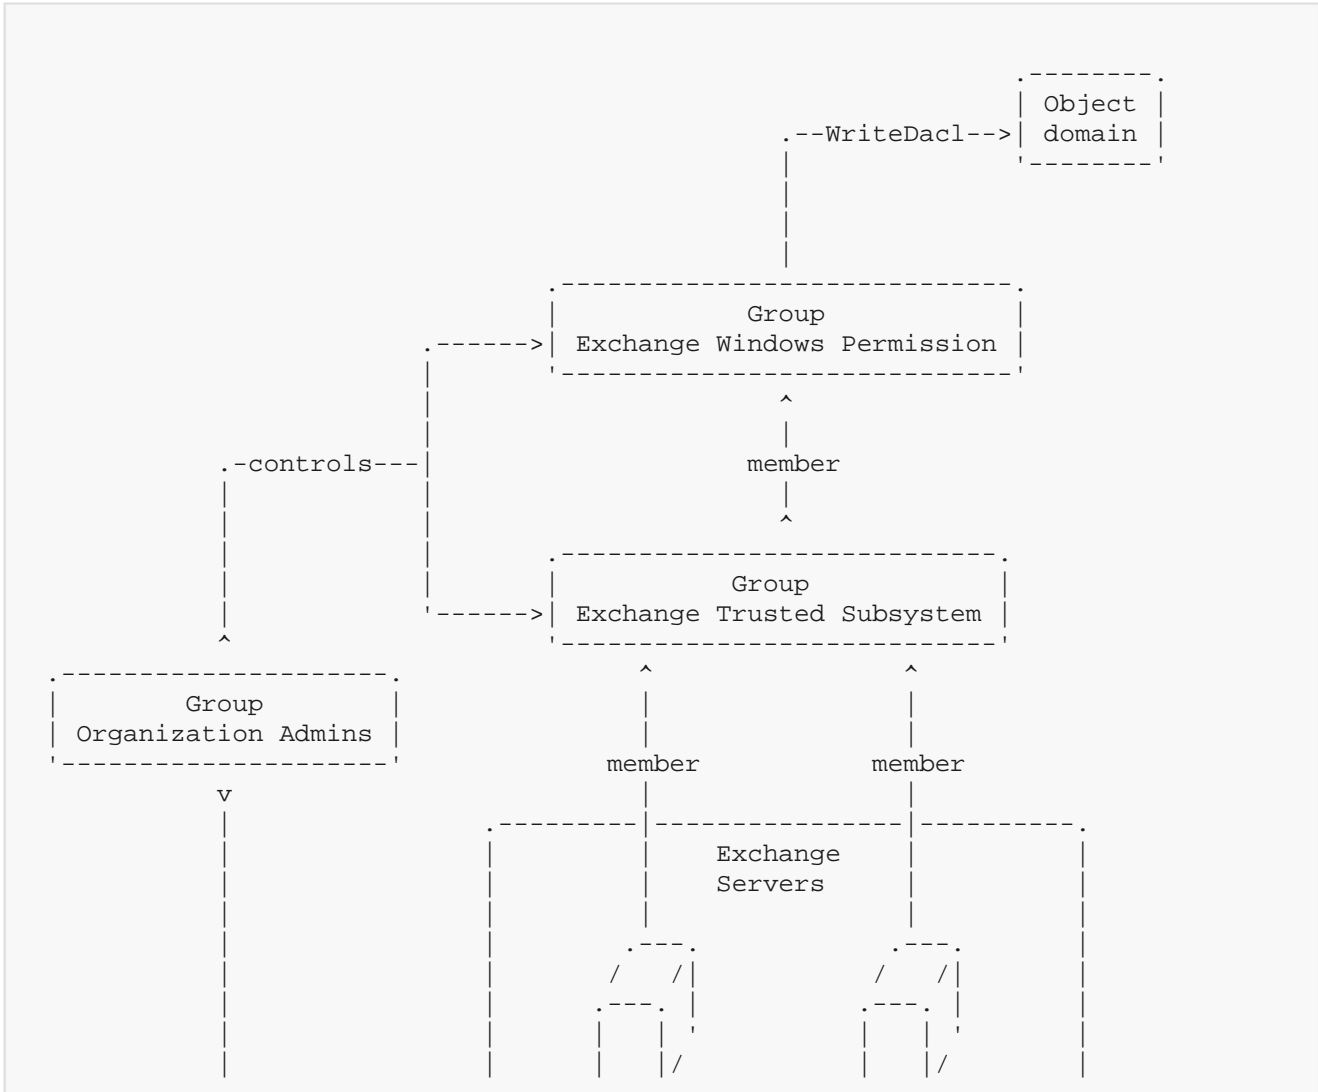 Object
--WriteDacl-->
domain
Group
Exchange Windows Permission
controls
member
Group
Exchange Trusted Subsystem
Group
Organization Admins
member
member
v
Exchange
Servers